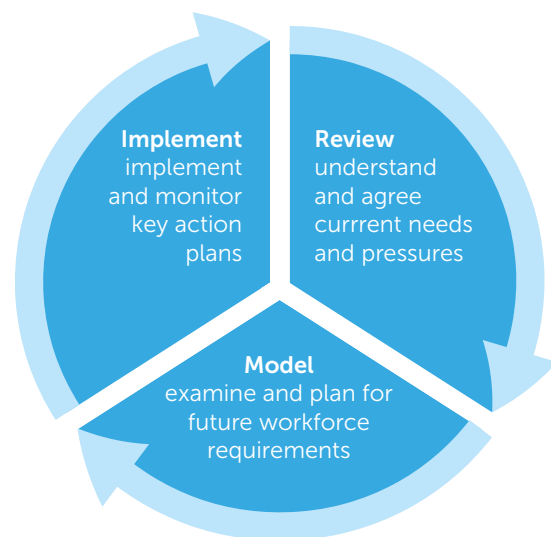 Implement
implement
and monitor
key action
plans
Review
understand
and agree
currrent needs
and pressures
Model
examine and plan for
future workforce
requirements